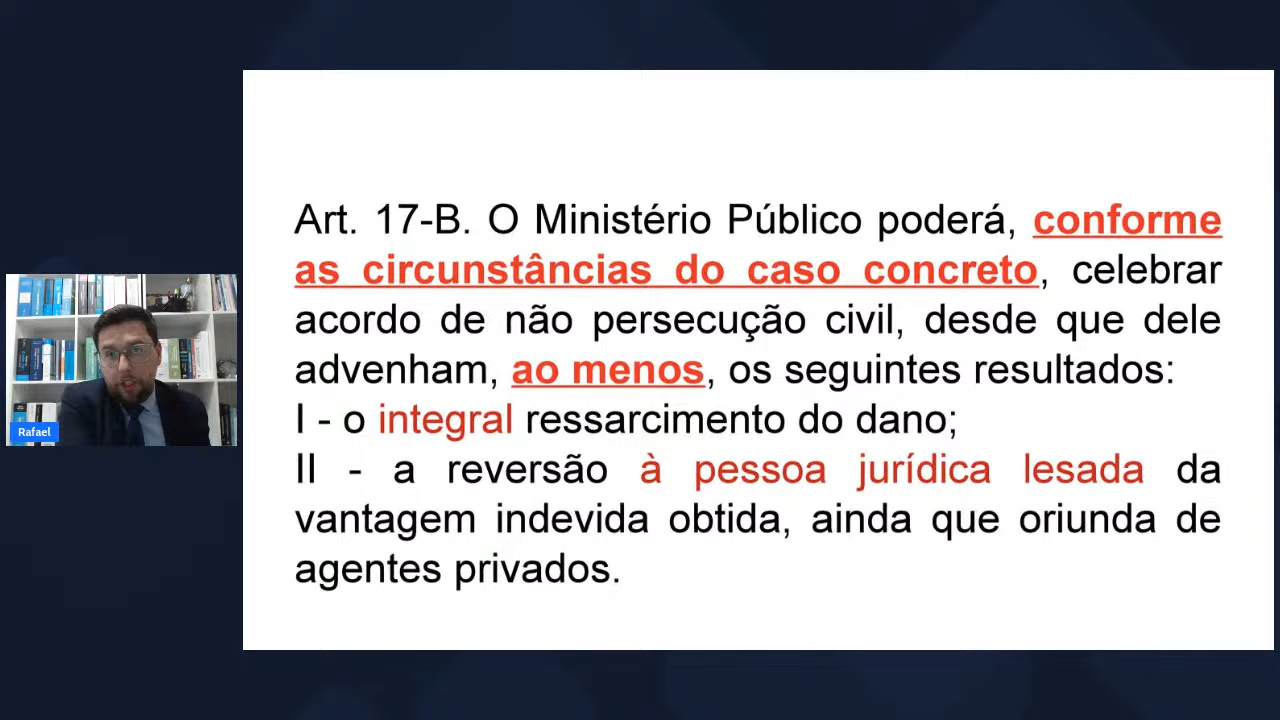 Art. 17-B. O Ministério Público poderá, conforme
as circunstâncias do caso concreto, celebrar
acordo de não persecução civil, desde que dele
advenham, ao menos, os seguintes resultados:
I - o integral ressarcimento do dano;
II - a reversão à pessoa jurídica lesada da
vantagem indevida obtida, ainda que oriunda de
agentes privados.
Rafael